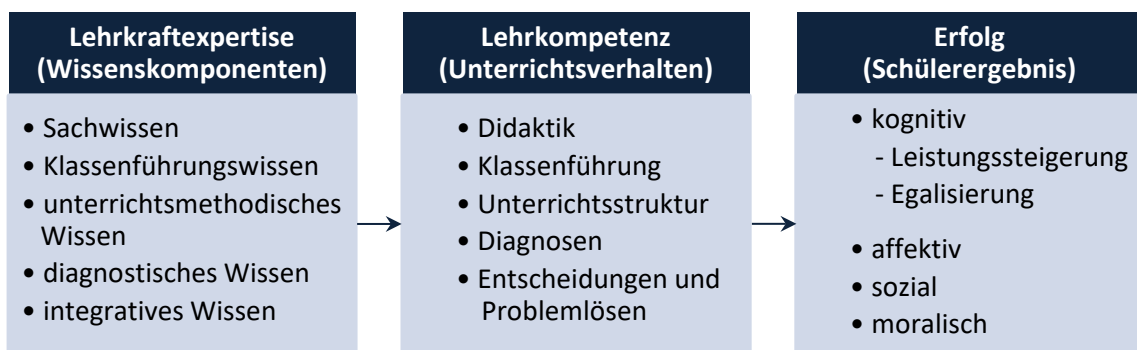 Lehrkraftexpertise
(Wissenskomponenten)
• Sachwissen
• Klassenführungswissen
• unterrichtsmethodisches
Wissen
• diagnostisches Wissen
• integratives Wissen
Lehrkompetenz
(Unterrichtsverhalten)
• Didaktik
• Klassenführung
• Unterrichtsstruktur
• Diagnosen
• Entscheidungen und
Problemlösen
Erfolg
(Schülerergebnis)
• kognitiv
- Leistungssteigerung
- Egalisierung
• affektiv
• sozial
• moralisch